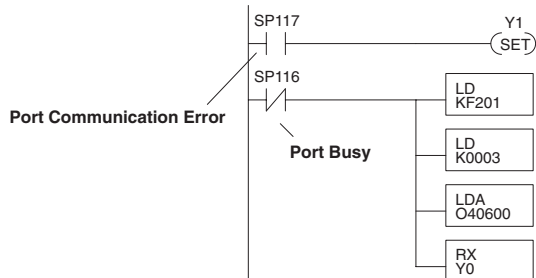 SP117
Y1
SET
SP116
LD
KF201
Port Communication Error
Port Busy
LD
K0003
LDA
O40600
RX
Y0